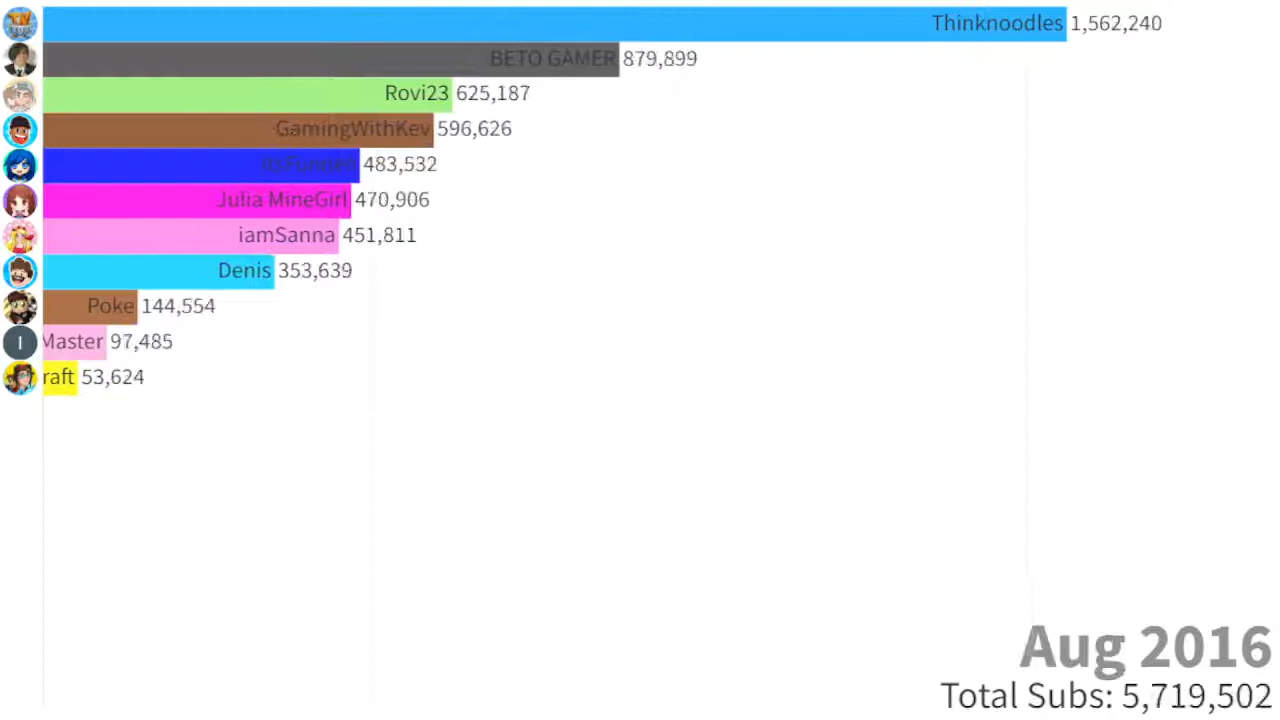 Thinknoodles 1,562,240
BETO GAMER 879,899
Rovi23 625,187
GamingWithKev 596,626
ItsFunneh 483,532
Julia MineGirl 470,906
iamSanna 451,811
Denis 353,639
Poke 144,554
I Master 97,485
raft 53,624
Aug 2016
Total Subs: 5,719,502